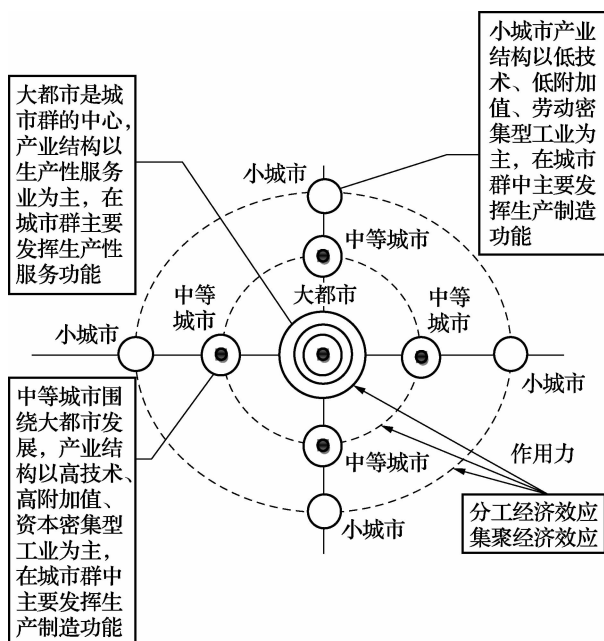 大都市是城
市群的中心，
产业结构以
生产性服务
业为主，在
城市群主要
发挥生产性
服务功能
小城市产业
结构以低技
术、低附加
值、劳动密
集型工业为
主，在城市
群中主要发
挥生产制造
功能
小城市
中等城市
中等
城市
大都市
中等
城市
小城市
小城市
中等城市
小城市
作用力
中等城市围
绕大都市发
展，产业结
构以高技术、
高附加值、
资本密集型
工业为主，
在城市群中
主要发挥生
产制造功能
分工经济效应
集聚经济效应